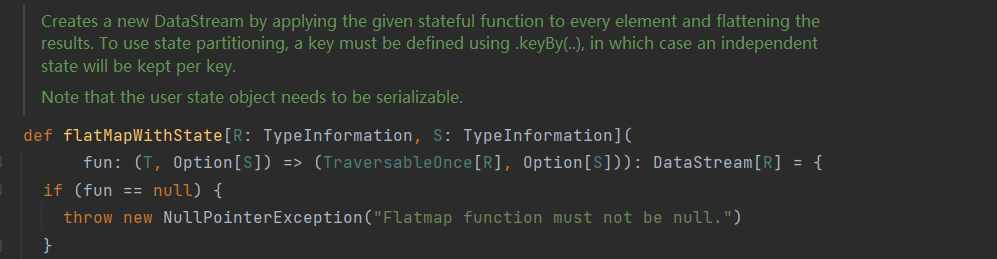 Creates a new DataStream by applying the given stateful function to every element and flattening the
results. To use state partitioning, a key must be defined using .keyBy(..), in which case an independent
state will be kept per key.
Note that the user state object needs to be serializable.
def flatMapWithState[R: TypeInformation, S: TypeInformation](
      fun: (T, Option[S]) => (TraversableOnce[R], Option[S])): DataStream[R] = {
  if (fun == null) {
    throw new NullPointerException("Flatmap function must not be null.")
  }